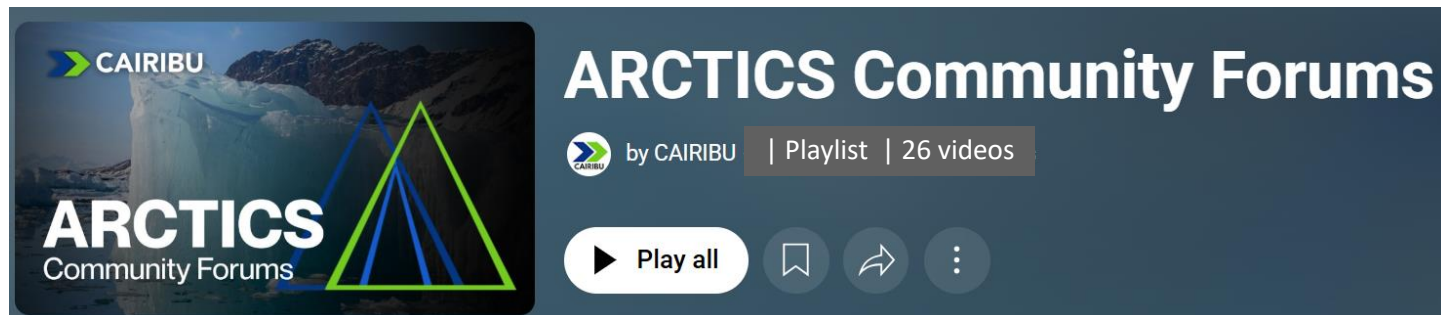 CAIRIBU
ARCTICS
Community Forums
ARCTICS Community Forums
CAIRIBU
by CAIRIBU | Playlist | 26 videos
Play all